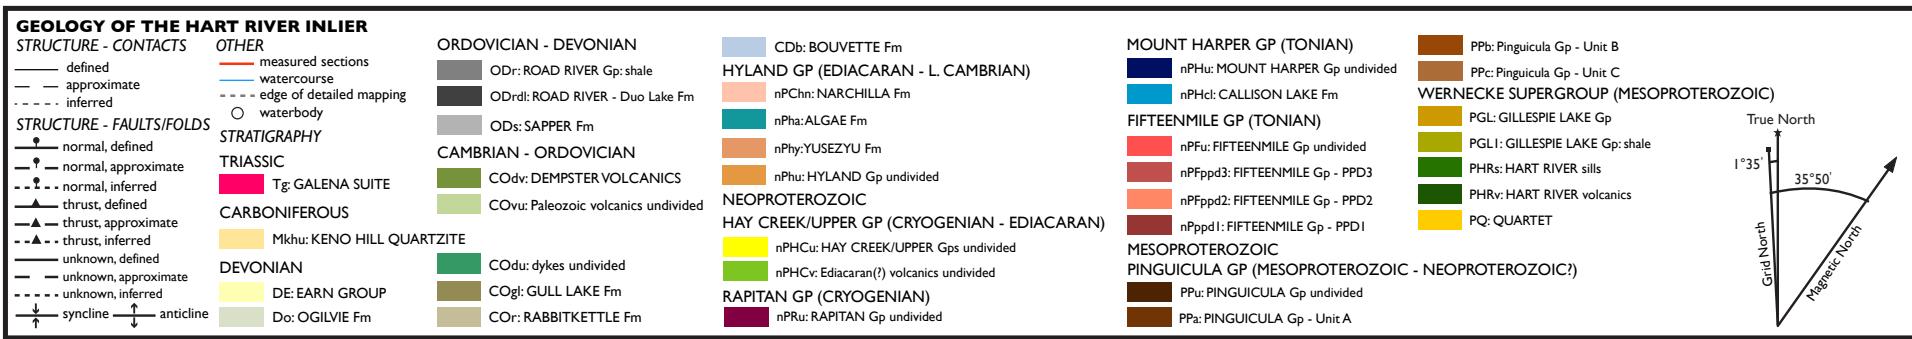 GEOLOGY OF THE HART RIVER INLIER
STRUCTURE - CONTACTS
defined
approximate
inferred
STRUCTURE - FAULTS/FOLDS
normal, defined
normal, approximate
normal, inferred
thrust, defined
thrust, approximate
thrust, inferred
unknown, defined
unknown, approximate
unknown, inferred
syncline
anticline
OTHER
measured sections
watercourse
edge of detailed mapping
waterbody
STRATIGRAPHY
TRIASSIC
Tg: GALENA SUITE
CARBONIFEROUS
Mkhu: KENO HILL QUARTZITE
DEVONIAN
DE: EARN GROUP
Do: OGILVIE Fm
ORDOVICIAN - DEVONIAN
ODr: ROAD RIVER Gp: shale
ODrdl: ROAD RIVER - Duo Lake Fm
ODs: SAPPER Fm
CAMBRIAN - ORDOVICIAN
COdv: DEMPSTER VOLCANICS
COvu: Paleozoic volcanics undivided
COdu: dykes undivided
COgl: GULL LAKE Fm
COr: RABBITKETTLE Fm
CDb: BOUVETTE Fm
HYLAND GP (EDIACARAN - L. CAMBRIAN)
nPChn: NARCHILLA Fm
nPha: ALGAE Fm
nPhy: YUSEZYU Fm
nPhu: HYLAND Gp undivided
NEOPROTEROZOIC
HAY CREEK/UPPER GP (CRYOGENIAN - EDIACARAN)
nPHCu: HAY CREEK/UPPER Gps undivided
nPHCv: Ediacaran(?) volcanics undivided
RAPITAN GP (CRYOGENIAN)
nPRu: RAPITAN Gp undivided
MOUNT HARPER GP (TONIAN)
nPHu: MOUNT HARPER Gp undivided
nPHcl: CALLISON LAKE Fm
FIFTEENMILE GP (TONIAN)
nPFu: FIFTEENMILE Gp undivided
nPFppd3: FIFTEENMILE Gp - PPD3
nPFppd2: FIFTEENMILE Gp - PPD2
nPppd1: FIFTEENMILE Gp - PPD1
MESOPROTEROZOIC
PINGUICULA GP (MESOPROTEROZOIC - NEOPROTEROZOIC?)
PPu: PINGUICULA Gp undivided
PPa: PINGUICULA Gp - Unit A
PPb: Pinguicula Gp - Unit B
PPc: Pinguicula Gp - Unit C
WERNECKE SUPERGROUP (MESOPROTEROZOIC)
PGL: GILLESPIE LAKE Gp
PGL1: GILLESPIE LAKE Gp: shale
PHRs: HART RIVER sills
PHRv: HART RIVER volcanics
PQ: QUARTET
True North
1°35'
35°50'
Grid North
Magnetic North